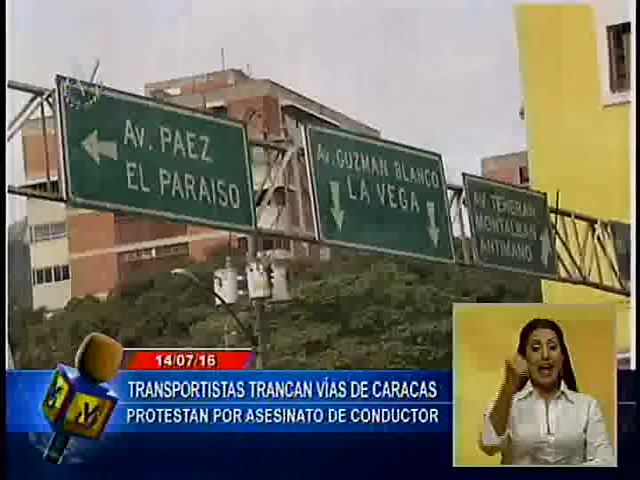 Av. PAEZ
EL PARAISO
Av. GUZMAN BLANCO
LA VEGA
AV. TEHERAN
MONTALBAN
ANTIMANO
14/07/16
TRANSPORTISTAS TRANCAN VÍAS DE CARACAS
PROTESTAN POR ASESINATO DE CONDUCTOR